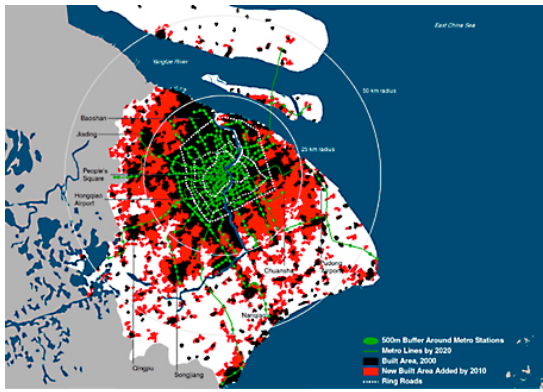 East China Sea
Yangtze River
50 km radius
Baoshan
Jiading
25 km radius
People's
Square
Hongqiao
Airport
Chuansha
Pudong
Airport
Nanqiao
Qingpu
Songjiang
500m Buffer Around Metro Stations
Metro Lines by 2020
Built Area, 2000
New Built Area Added by 2010
Ring Roads